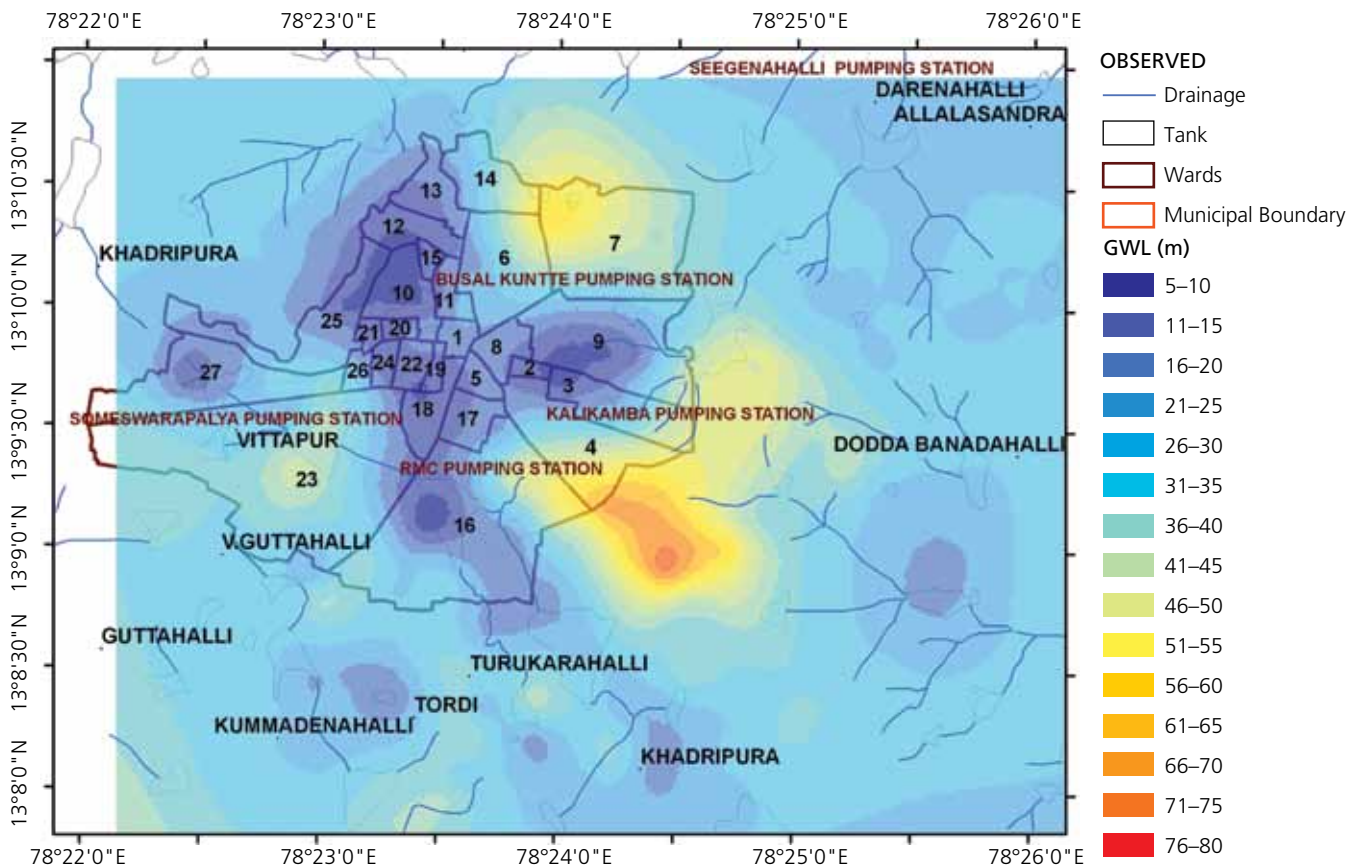 78°22'0"E 78°23'0"E 78°24'0"E 78°25'0"E 78°26'0"E
SEEGENAHALLI PUMPING STATION
DARENAHALLI
ALLALASANDRA
13°10'30"N
13
14
12
7
KHADRIPURA
15
6
BUSAL KUNTTE PUMPING STATION
13°10'0"N
10
11
25
21
20
1
8
9
27
26
24
22
19
5
2
3
18
17
13°9'30"N
SOMESWARAPALYA PUMPING STATION
KALIKAMBA PUMPING STATION
VITTAPUR
4
DODDA BANADAHALLI
RMC PUMPING STATION
23
16
13°9'0"N
V.GUTTAHALLI
GUTTAHALLI
13°8'30"N
TURUKARAHALLI
TORDI
KUMMADENAHALLI
KHADRIPURA
13°8'0"N
78°22'0"E 78°23'0"E 78°24'0"E 78°25'0"E 78°26'0"E
OBSERVED
Drainage
Tank
Wards
Municipal Boundary
GWL (m)
5–10
11–15
16–20
21–25
26–30
31–35
36–40
41–45
46–50
51–55
56–60
61–65
66–70
71–75
76–80